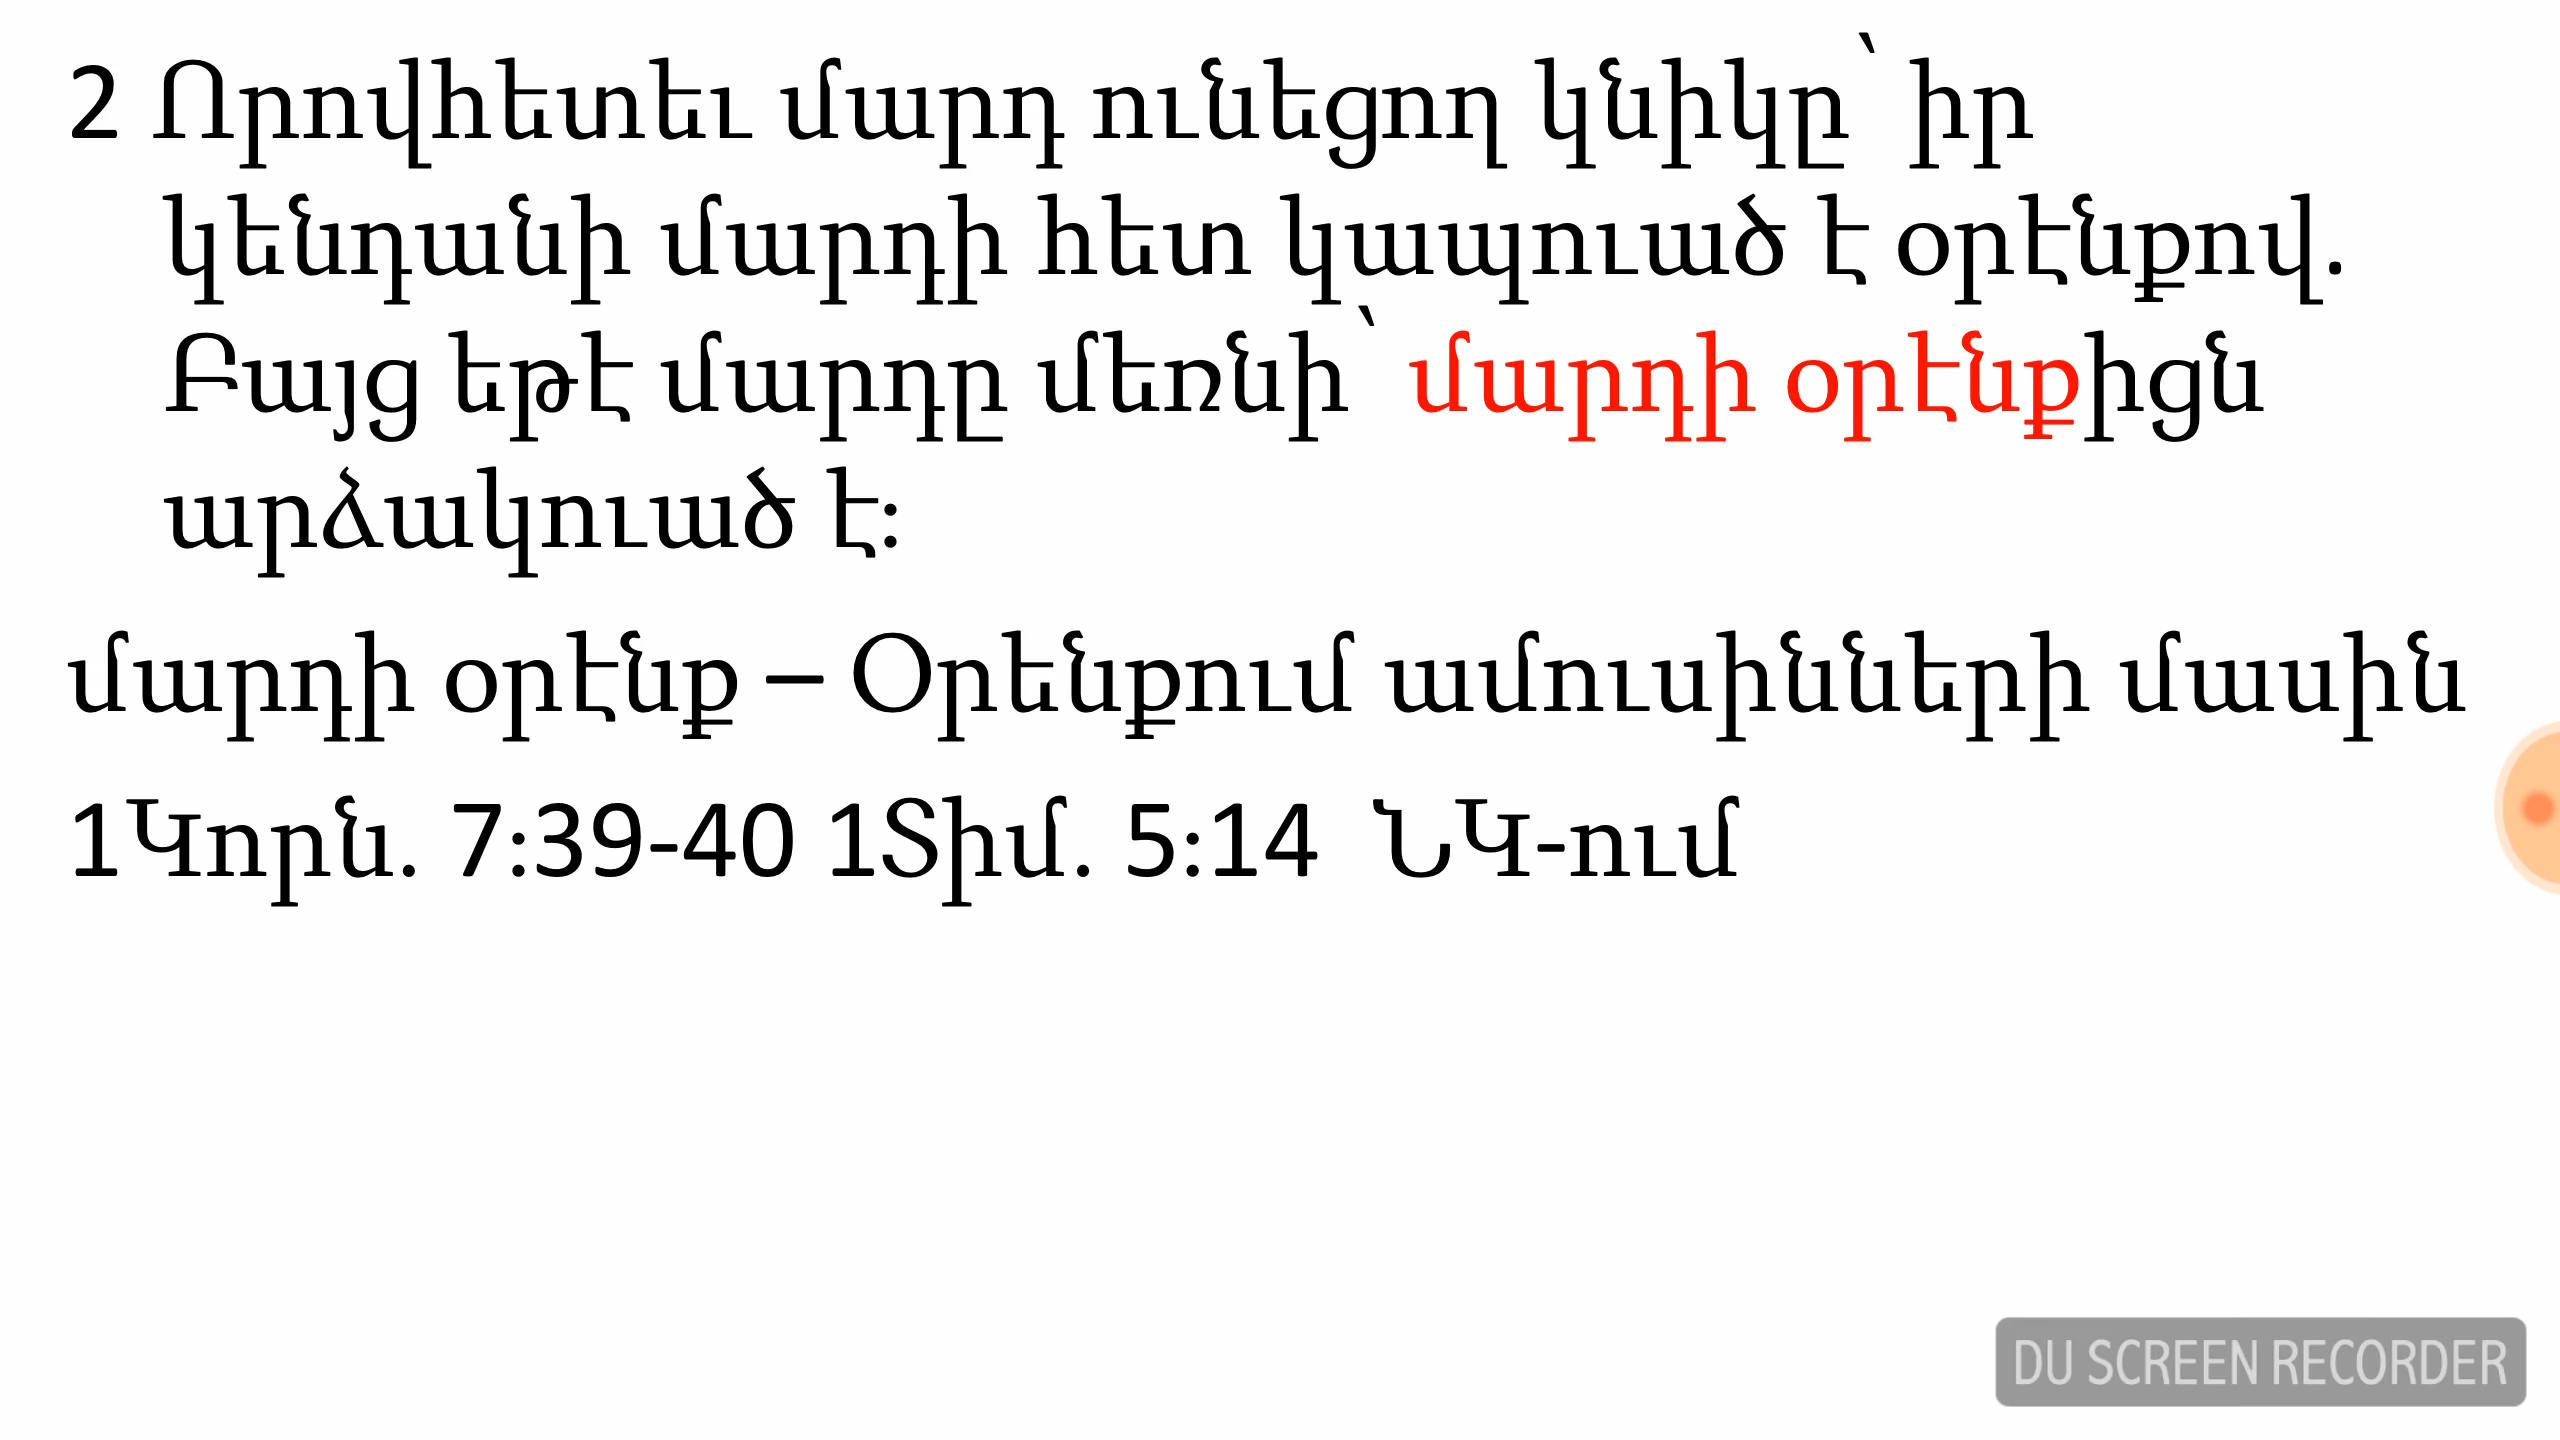 2 Որովհետեւ մարդ ունեցող կնիկը՝ իր
կենդանի մարդի հետ կապուած է օրէնքով.
Բայց եթէ մարդը մեռնի՝ մարդի օրէնքիցն
արձակուած է։
մարդի օրէնք – Օրենքում ամուսինների մասին
1Կորն. 7։39-40 1Տիմ. 5։14 ՆԿ-ում
DU SCREEN RECORDER